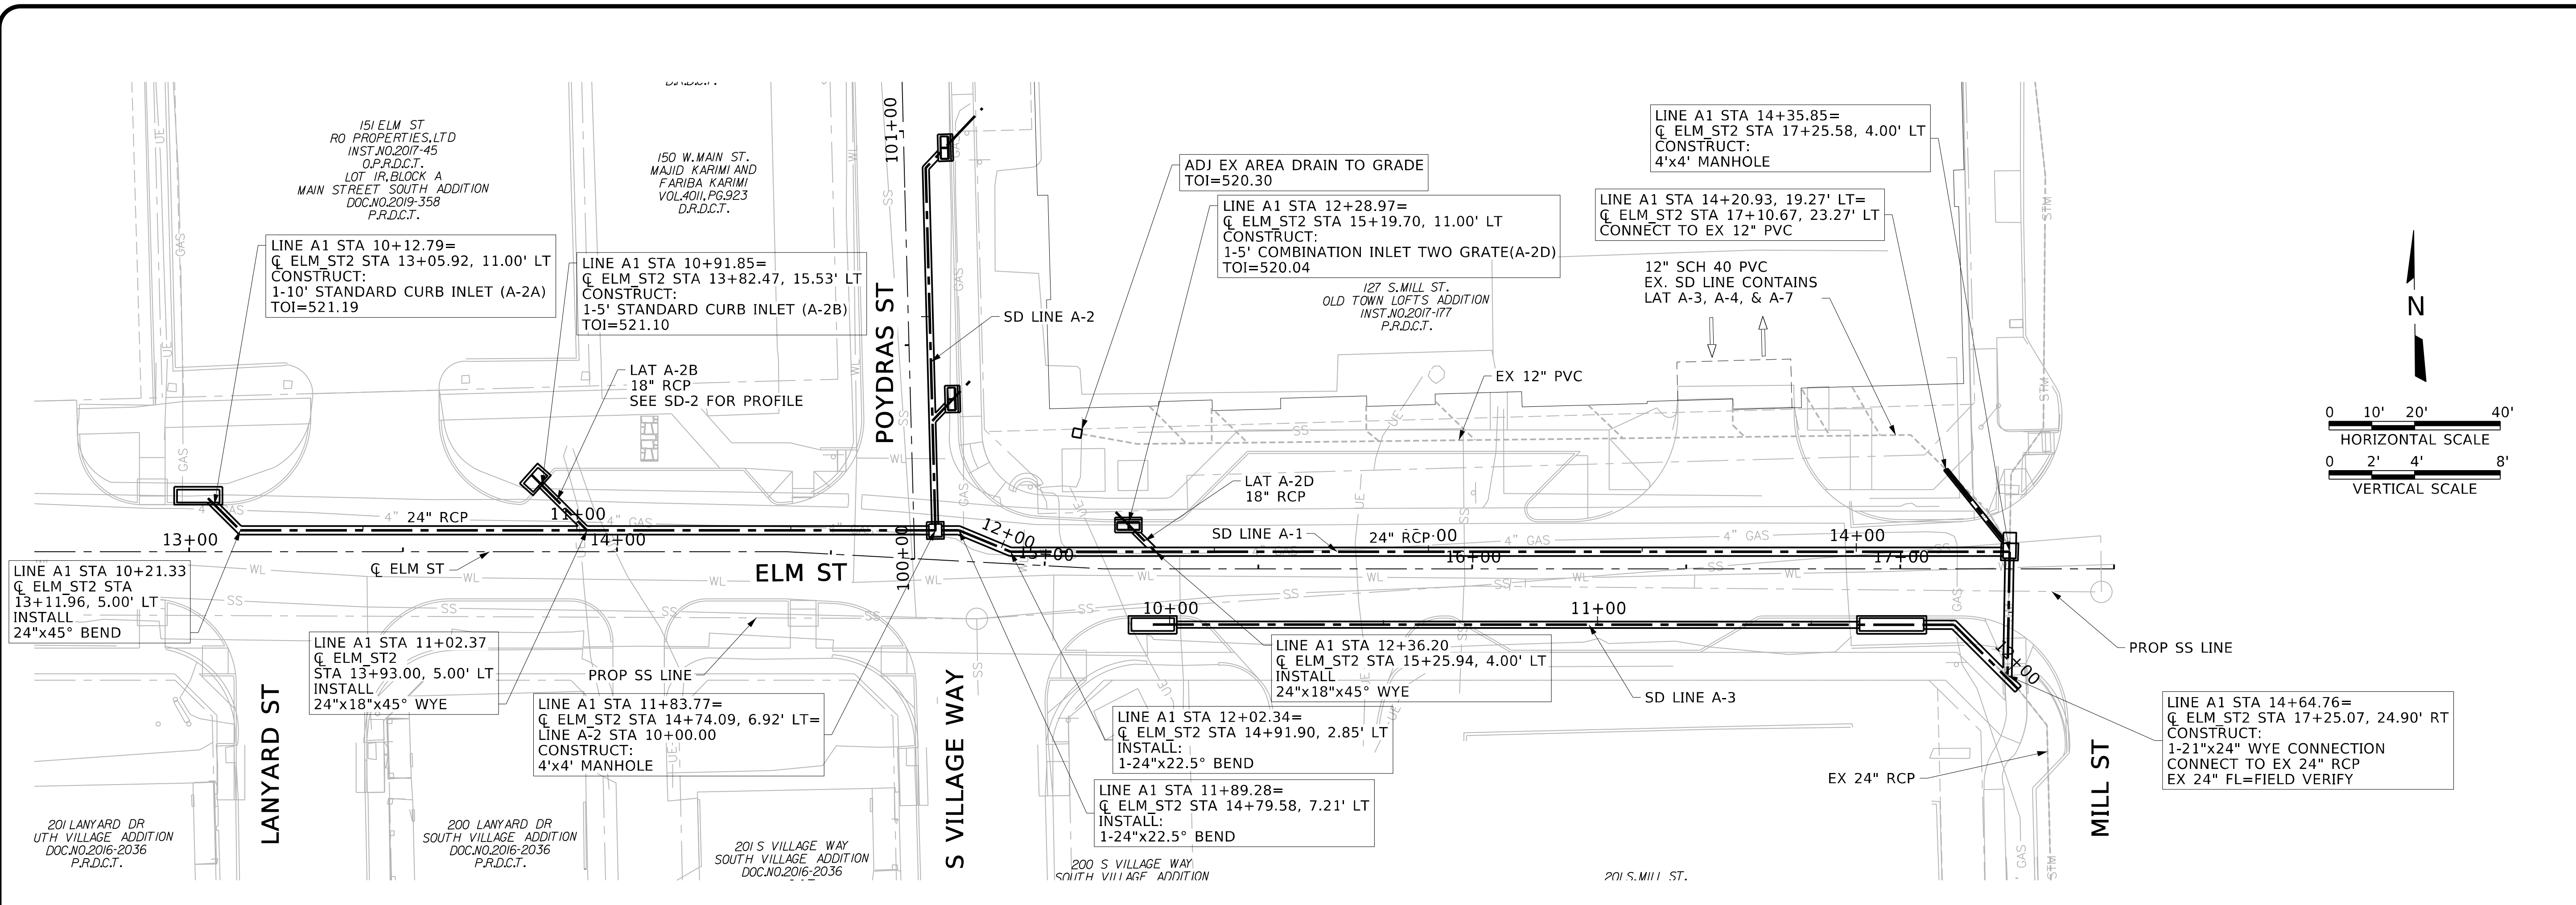 151 ELM ST
RO PROPERTIES,LTD
INST.NO.2017-45
O.P.R.D.C.T.
LOT 1R,BLOCK A
MAIN STREET SOUTH ADDITION
DOC.NO.2019-358
P.R.D.C.T.
D.R.D.C.T.
150 W.MAIN ST.
MAJID KARIMI AND
FARIBA KARIMI
VOL.4011,PG.923
D.R.D.C.T.
LINE A1 STA 10+12.79=
℄ ELM_ST2 STA 13+05.92, 11.00' LT
CONSTRUCT:
1-10' STANDARD CURB INLET (A-2A)
TOI=521.19
LINE A1 STA 10+91.85=
℄ ELM_ST2 STA 13+82.47, 15.53' LT
CONSTRUCT:
1-5' STANDARD CURB INLET (A-2B)
TOI=521.10
LAT A-2B
18" RCP
SEE SD-2 FOR PROFILE
POYDRAS ST
101+00
100+00
SD LINE A-2
ADJ EX AREA DRAIN TO GRADE
TOI=520.30
LINE A1 STA 12+28.97=
℄ ELM_ST2 STA 15+19.70, 11.00' LT
CONSTRUCT:
1-5' COMBINATION INLET TWO GRATE(A-2D)
TOI=520.04
127 S.MILL ST.
OLD TOWN LOFTS ADDITION
INST.NO.2017-177
P.R.D.C.T.
LINE A1 STA 14+35.85=
℄ ELM_ST2 STA 17+25.58, 4.00' LT
CONSTRUCT:
4'x4' MANHOLE
LINE A1 STA 14+20.93, 19.27' LT=
℄ ELM_ST2 STA 17+10.67, 23.27' LT
CONNECT TO EX 12" PVC
12" SCH 40 PVC
EX. SD LINE CONTAINS
LAT A-3, A-4, & A-7
EX 12" PVC
N
0 10' 20' 40'
HORIZONTAL SCALE
0 2' 4' 8'
VERTICAL SCALE
LAT A-2D
18" RCP
SD LINE A-1
24" RCP
24" RCP
11+00
12+00
14+00
13+00
14+00
15+00
16+00
17+00
℄ ELM ST
ELM ST
LINE A1 STA 10+21.33
℄ ELM_ST2 STA
13+11.96, 5.00' LT
INSTALL
24"x45° BEND
LINE A1 STA 11+02.37
℄ ELM_ST2
STA 13+93.00, 5.00' LT
INSTALL
24"x18"x45° WYE
PROP SS LINE
LINE A1 STA 11+83.77=
℄ ELM_ST2 STA 14+74.09, 6.92' LT=
LINE A-2 STA 10+00.00
CONSTRUCT:
4'x4' MANHOLE
10+00
11+00
12+00
LINE A1 STA 12+36.20
℄ ELM_ST2 STA 15+25.94, 4.00' LT
INSTALL
24"x18"x45° WYE
LINE A1 STA 12+02.34=
℄ ELM_ST2 STA 14+91.90, 2.85' LT
INSTALL:
1-24"x22.5° BEND
LINE A1 STA 11+89.28=
℄ ELM_ST2 STA 14+79.58, 7.21' LT
INSTALL:
1-24"x22.5° BEND
SD LINE A-3
PROP SS LINE
LINE A1 STA 14+64.76=
℄ ELM_ST2 STA 17+25.07, 24.90' RT
CONSTRUCT:
1-21"x24" WYE CONNECTION
CONNECT TO EX 24" RCP
EX 24" FL=FIELD VERIFY
EX 24" RCP
LANYARD ST
S VILLAGE WAY
MILL ST
201 LANYARD DR
UTH VILLAGE ADDITION
DOC.NO.2016-2036
P.R.D.C.T.
200 LANYARD DR
SOUTH VILLAGE ADDITION
DOC.NO.2016-2036
P.R.D.C.T.
201 S VILLAGE WAY
SOUTH VILLAGE ADDITION
DOC.NO.2016-2036
200 S VILLAGE WAY
SOUTH VILLAGE ADDITION
201 S.MILL ST.
UE
GAS
WL
SS
STM
4" GAS